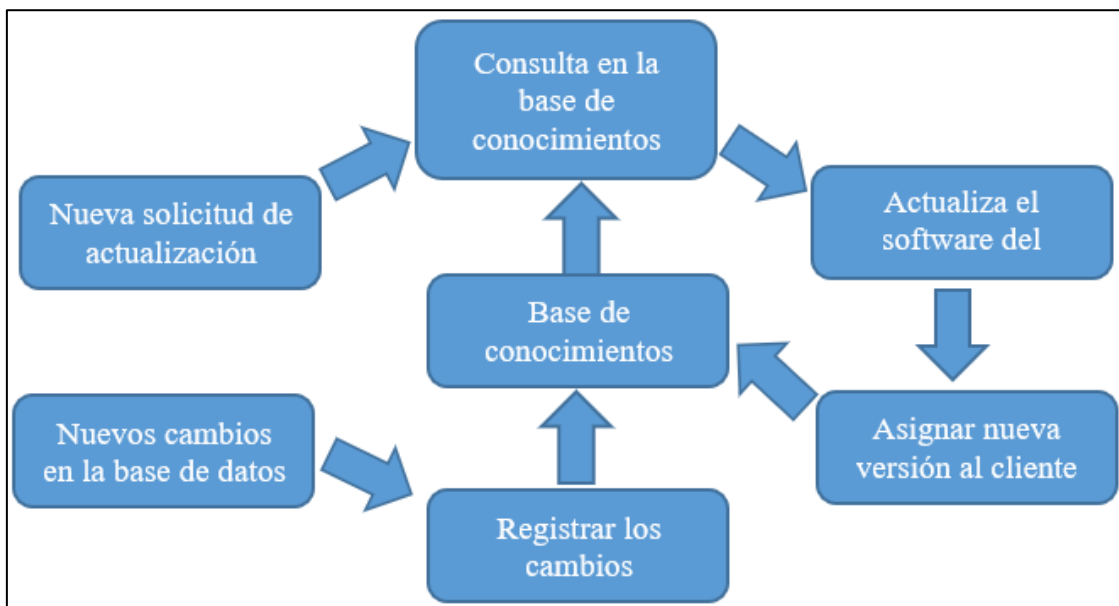 Consulta en la
base de
conocimientos
Nueva solicitud de
actualización
Actualiza el
software del
Base de
conocimientos
Nuevos cambios
en la base de datos
Asignar nueva
versión al cliente
Registrar los
cambios